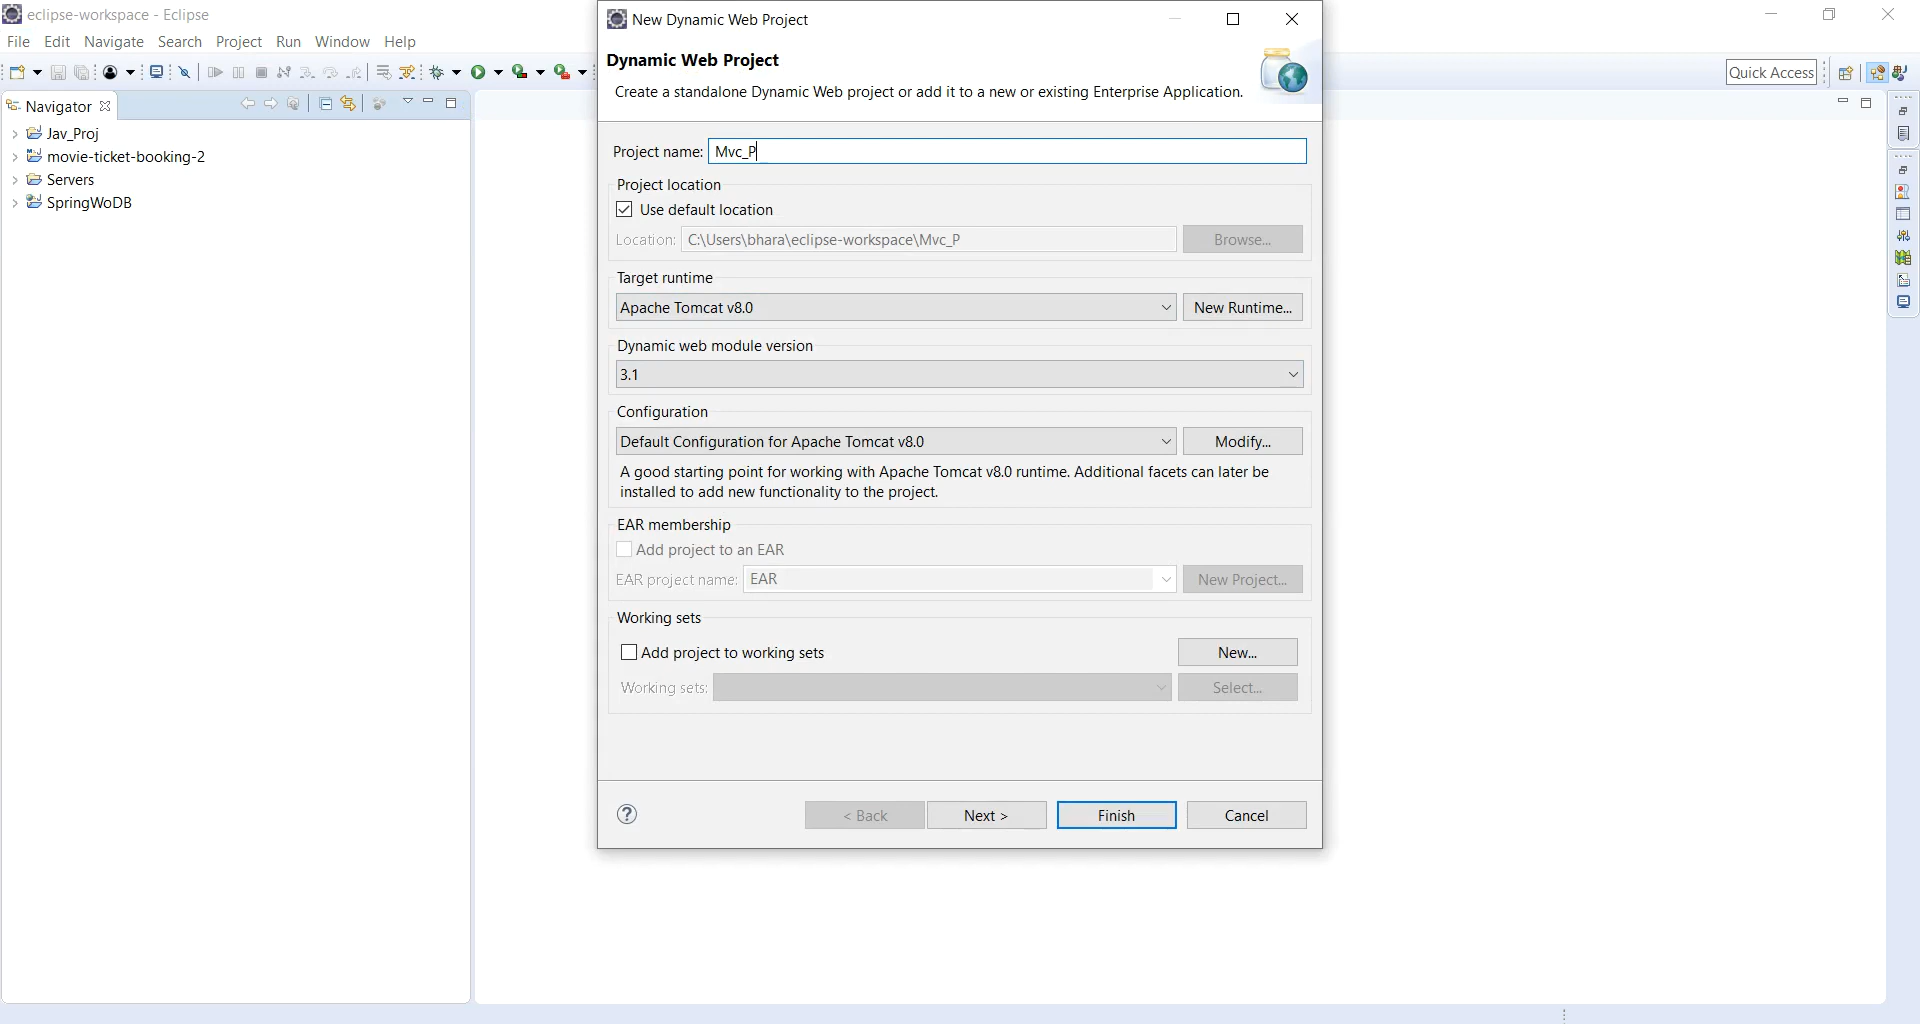 eclipse-workspace - Eclipse
File Edit Navigate Search Project Run Window Help
Quick Access
Navigator
Jav_Proj
movie-ticket-booking-2
Servers
SpringWoDB
New Dynamic Web Project
Dynamic Web Project
Create a standalone Dynamic Web project or add it to a new or existing Enterprise Application.
Project name: Mvc_P
Project location
Use default location
Location: C:\Users\bhara\eclipse-workspace\Mvc_P Browse...
Target runtime
Apache Tomcat v8.0 New Runtime...
Dynamic web module version
3.1
Configuration
Default Configuration for Apache Tomcat v8.0 Modify...
A good starting point for working with Apache Tomcat v8.0 runtime. Additional facets can later be
installed to add new functionality to the project.
EAR membership
Add project to an EAR
EAR project name: EAR New Project...
Working sets
Add project to working sets New...
Working sets: Select...
? < Back Next > Finish Cancel